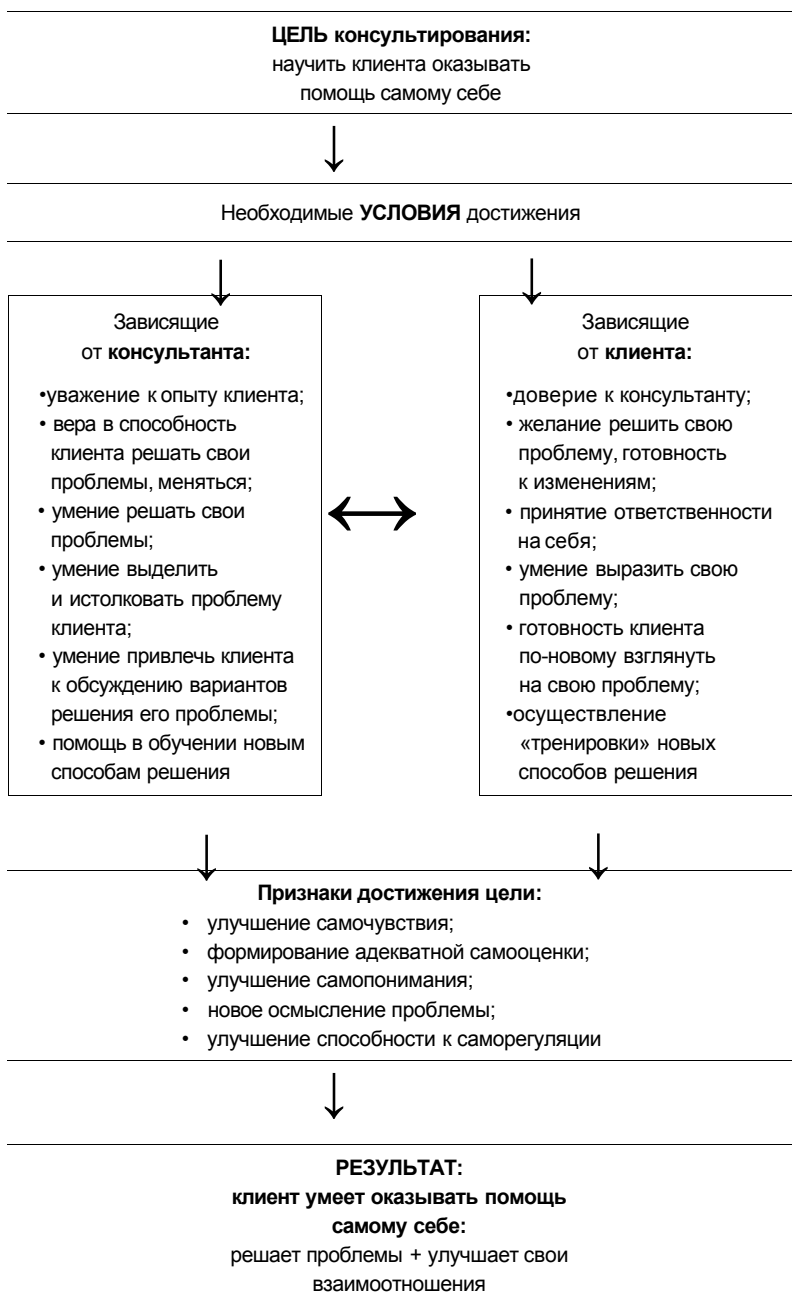 ЦЕЛЬ консультирования:
научить клиента оказывать
помощь самому себе
Необходимые УСЛОВИЯ достижения
Зависящие
от консультанта:
•уважение к опыту клиента;
• вера в способность
клиента решать свои
проблемы, меняться;
• умение решать свои
проблемы;
• умение выделить
и истолковать проблему
клиента;
• умение привлечь клиента
к обсуждению вариантов
решения его проблемы;
• помощь в обучении новым
способам решения
Зависящие
от клиента:
•доверие к консультанту;
• желание решить свою
проблему, готовность
к изменениям;
• принятие ответственности
на себя;
• умение выразить свою
проблему;
• готовность клиента
по-новому взглянуть
на свою проблему;
•осуществление
«тренировки» новых
способов решения
Признаки достижения цели:
• улучшение самочувствия;
• формирование адекватной самооценки;
• улучшение самопонимания;
• новое осмысление проблемы;
• улучшение способности к саморегуляции
РЕЗУЛЬТАТ:
клиент умеет оказывать помощь
самому себе:
решает проблемы + улучшает свои
взаимоотношения